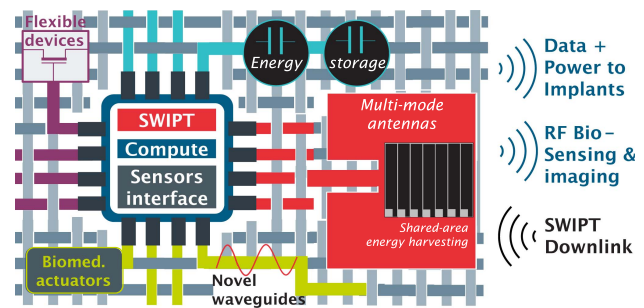 Flexible
devices
Energy
storage
Data +
Power to
Implants
Multi-mode
antennas
SWIPT
Compute
Sensors
interface
RF Bio-
Sensing &
imaging
Shared-area
energy harvesting
SWIPT
Downlink
Biomed.
actuators
Novel
waveguides